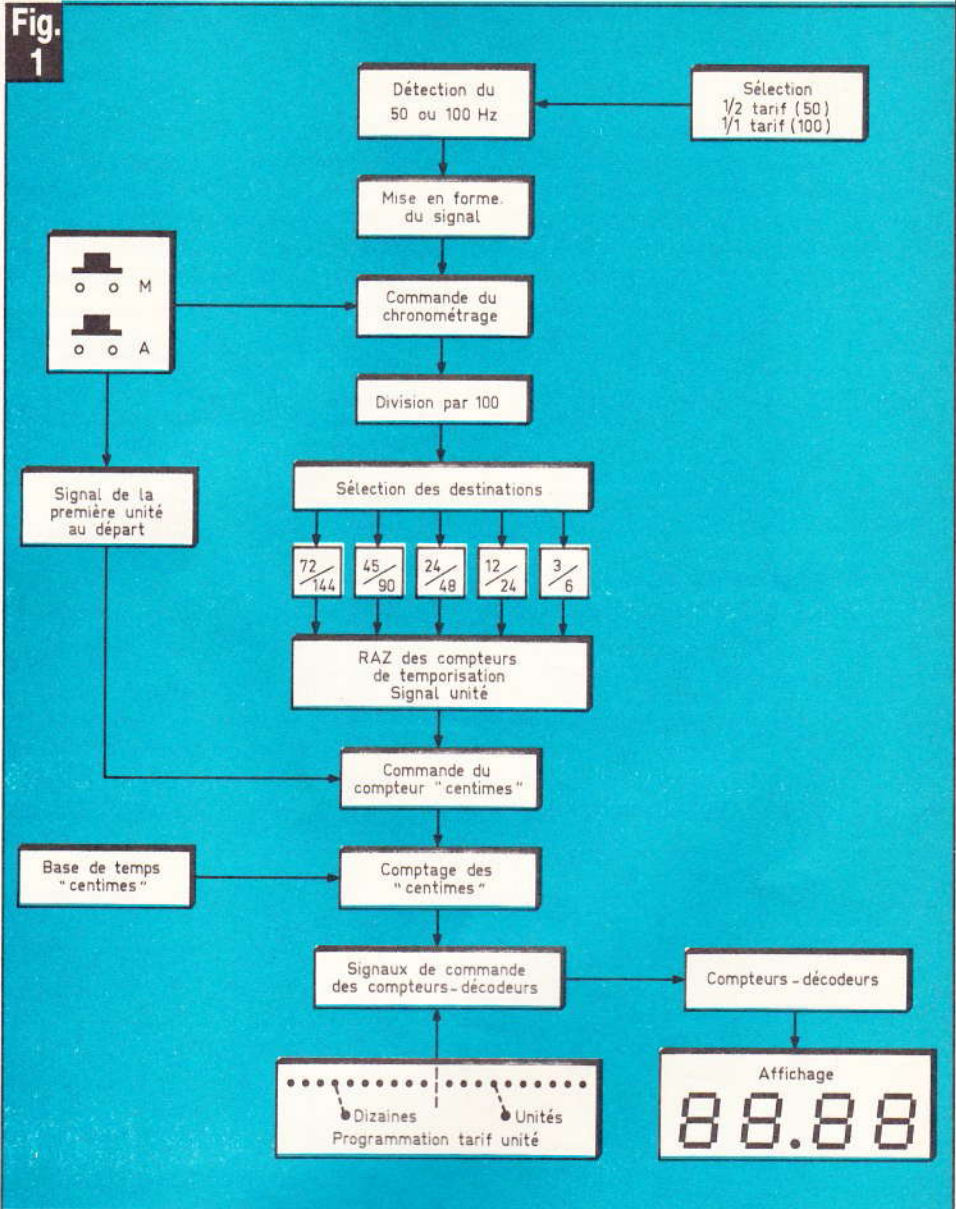 Fig.
1
Détection du
50 ou 100 Hz
Sélection
1/2 tarif (50)
1/1 tarif (100)
Mise en forme.
du signal
M
A
Commande du
chronométrage
Division par 100
Signal de la
première unité
au départ
Sélection des destinations
72/144
45/90
24/48
12/24
3/6
RAZ des compteurs
de temporisation
Signal unité
Commande du
compteur "centimes"
Base de temps
"centimes"
Comptage des
"centimes"
Signaux de commande
des compteurs-décodeurs
Compteurs-décodeurs
Dizaines
Unités
Programmation tarif unité
Affichage
88.88